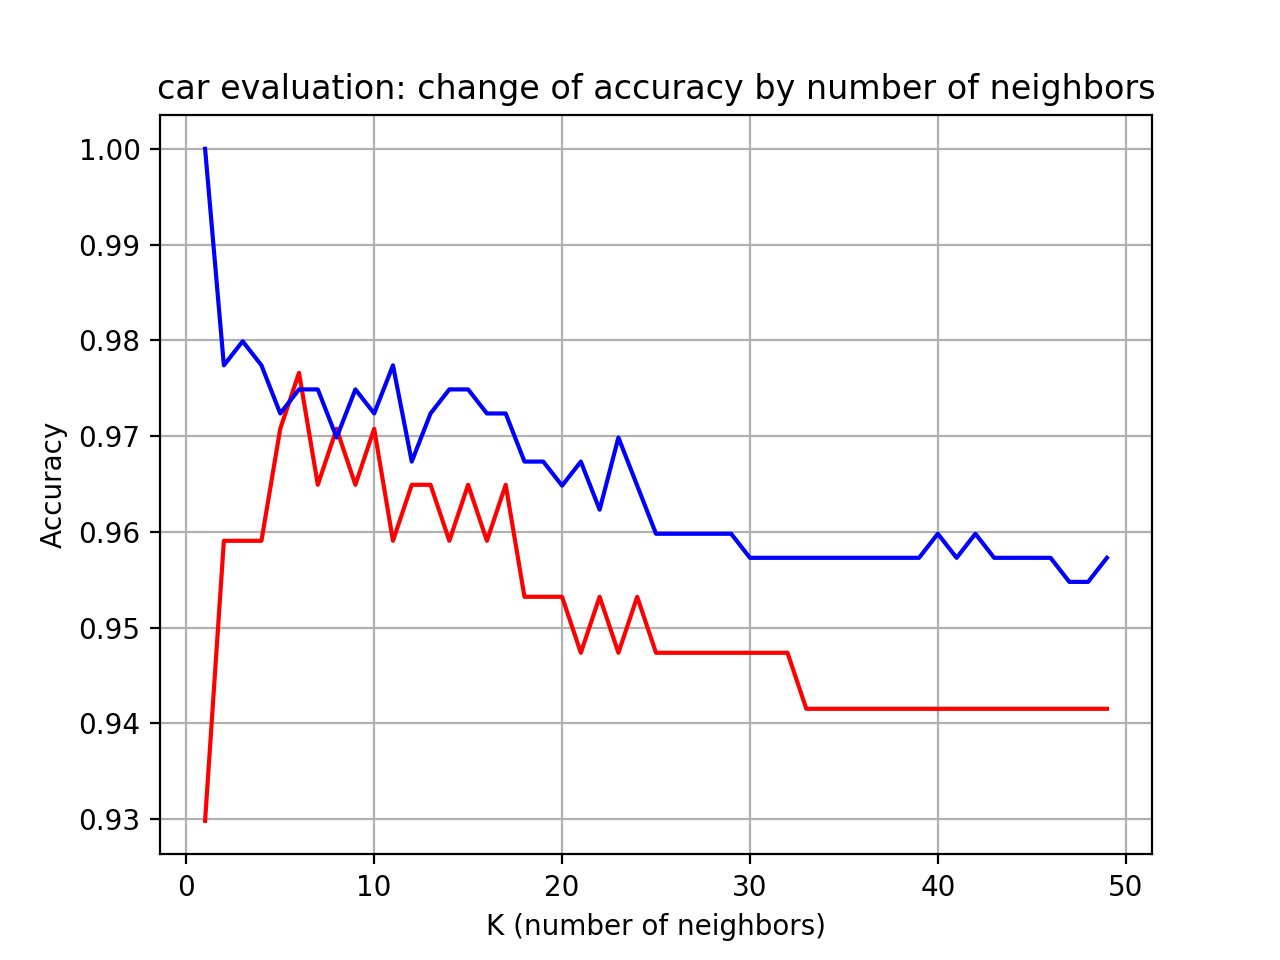 car evaluation: change of accuracy by number of neighbors
1.00
0.99
0.98
0.97
0.96
0.95
0.94
0.93
Accuracy
0 10 20 30 40 50
K (number of neighbors)